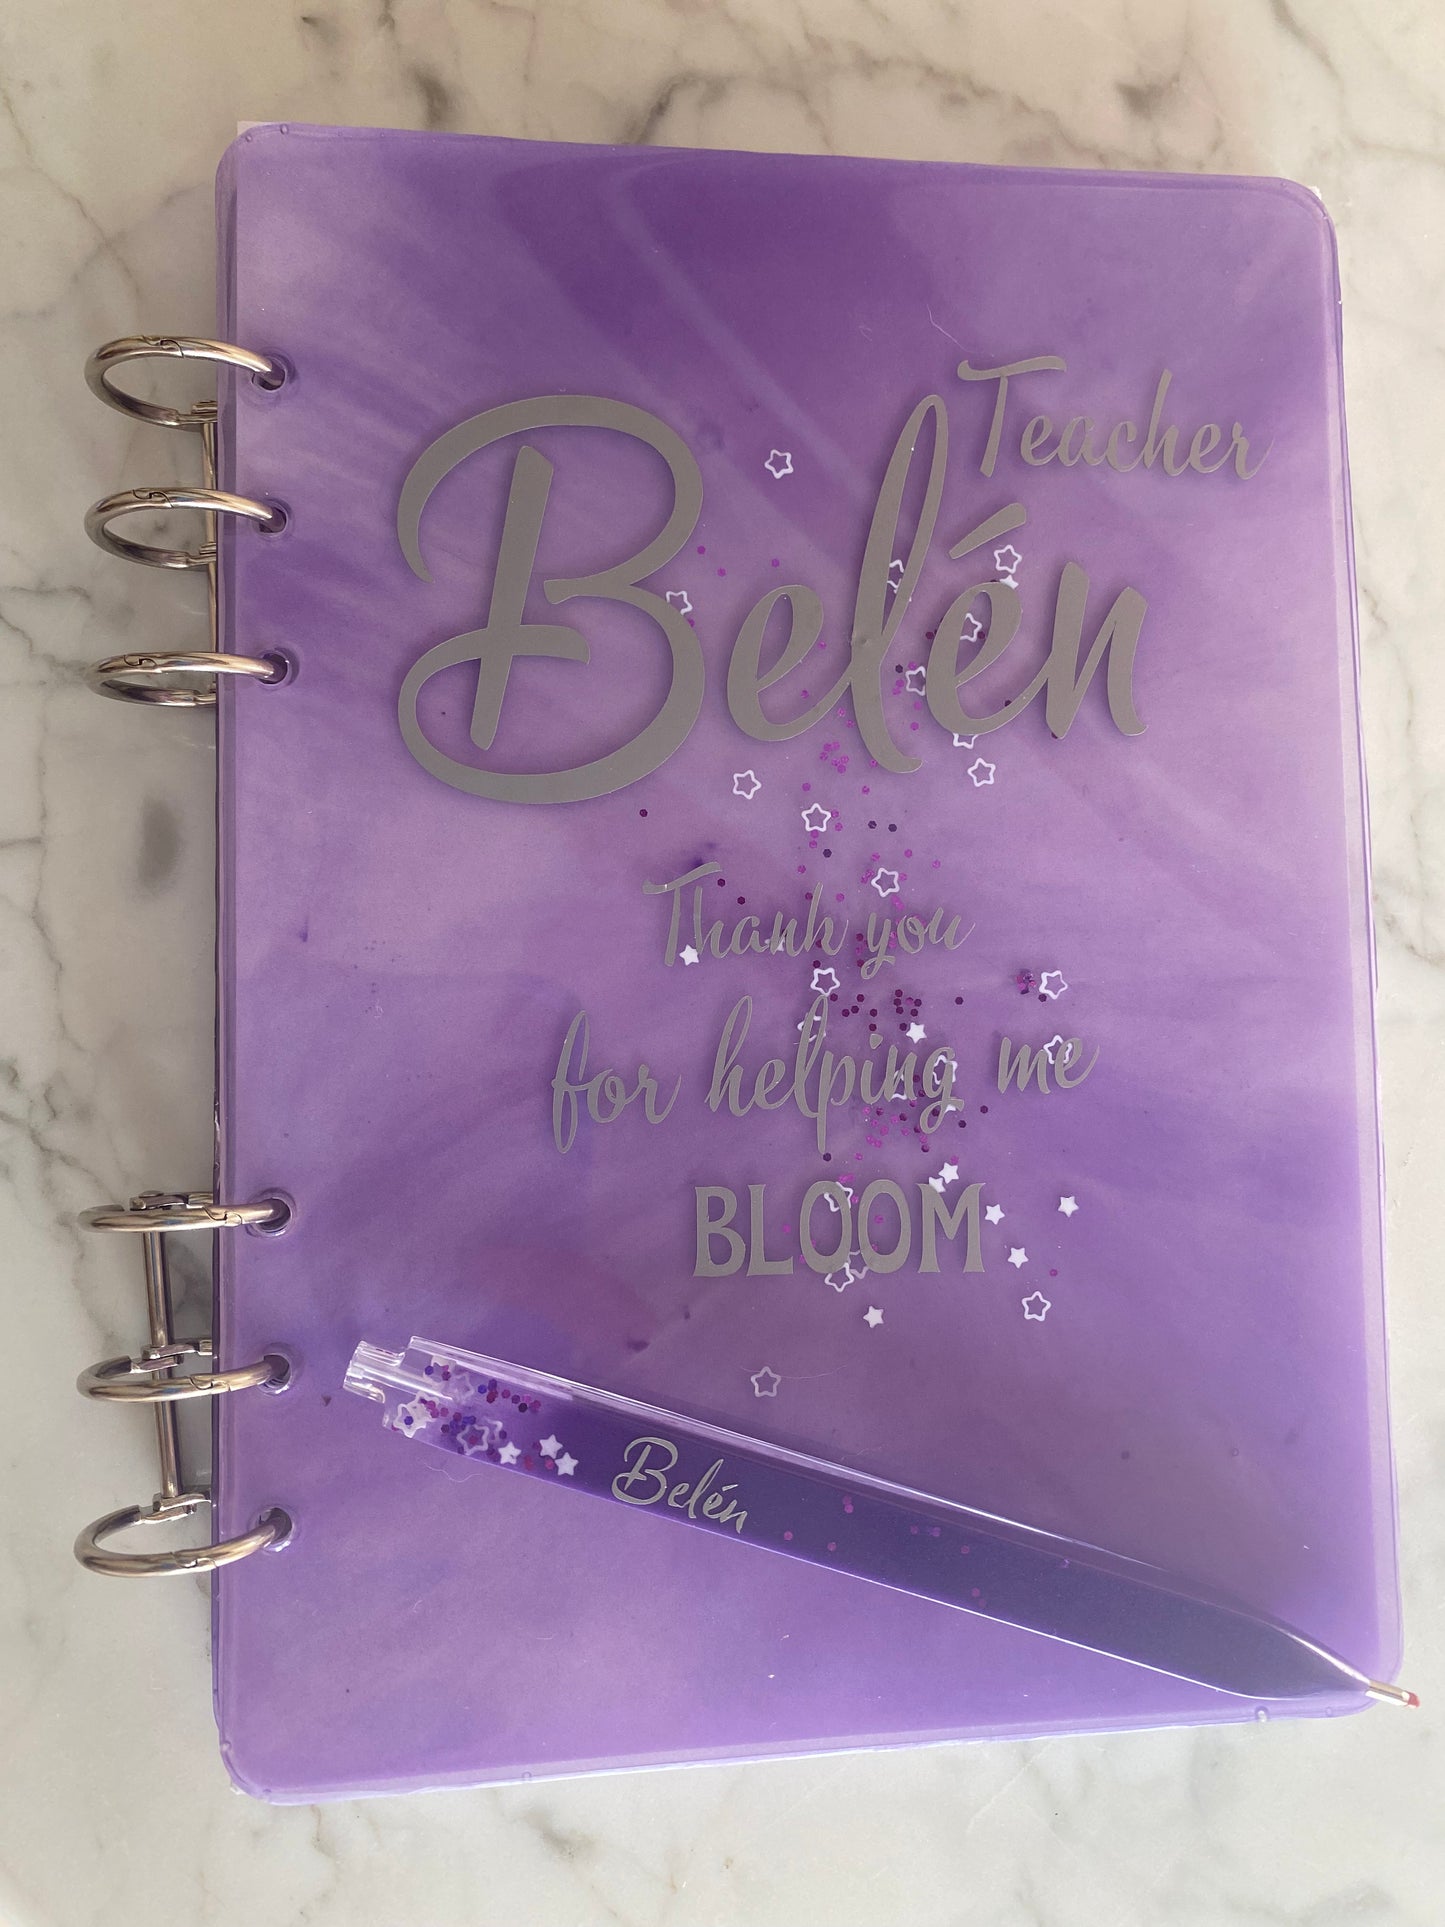 Teacher
Belén
Thank you
for helping me
BLOOM
Belén